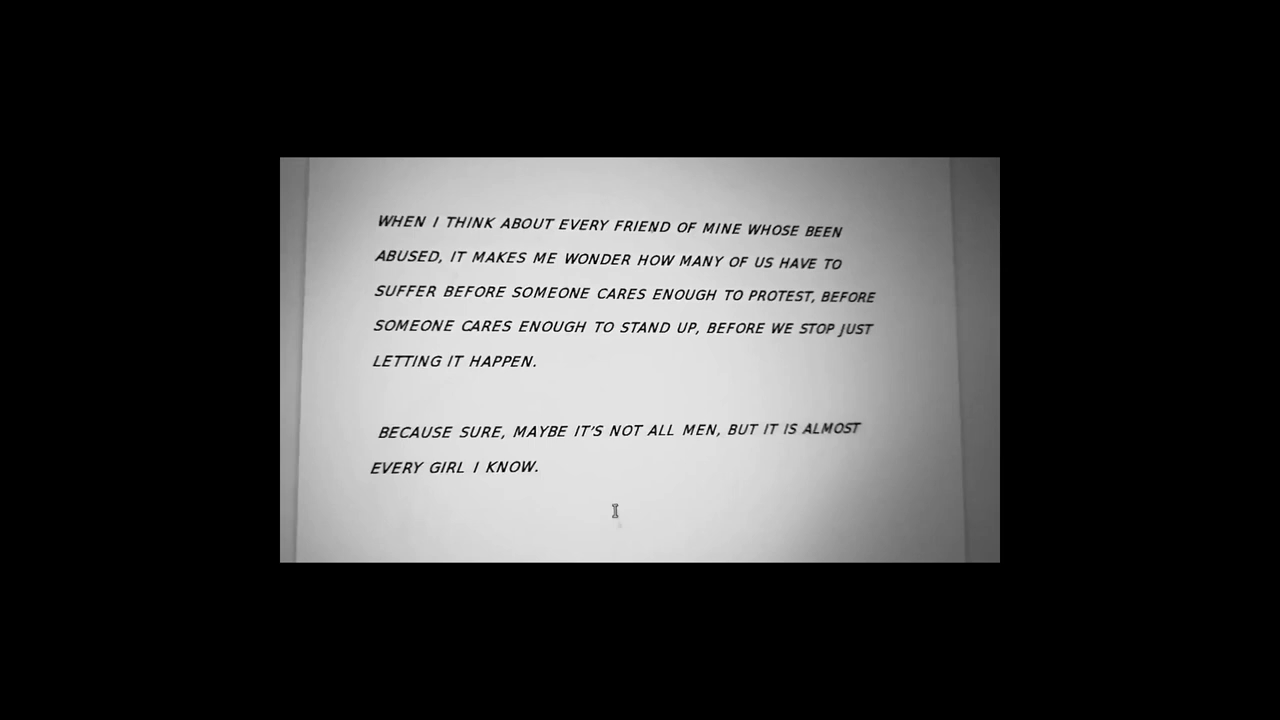 WHEN I THINK ABOUT EVERY FRIEND OF MINE WHOSE BEEN
ABUSED, IT MAKES ME WONDER HOW MANY OF US HAVE TO
SUFFER BEFORE SOMEONE CARES ENOUGH TO PROTEST, BEFORE
SOMEONE CARES ENOUGH TO STAND UP, BEFORE WE STOP JUST
LETTING IT HAPPEN.
BECAUSE SURE, MAYBE IT'S NOT ALL MEN, BUT IT IS ALMOST
EVERY GIRL I KNOW.